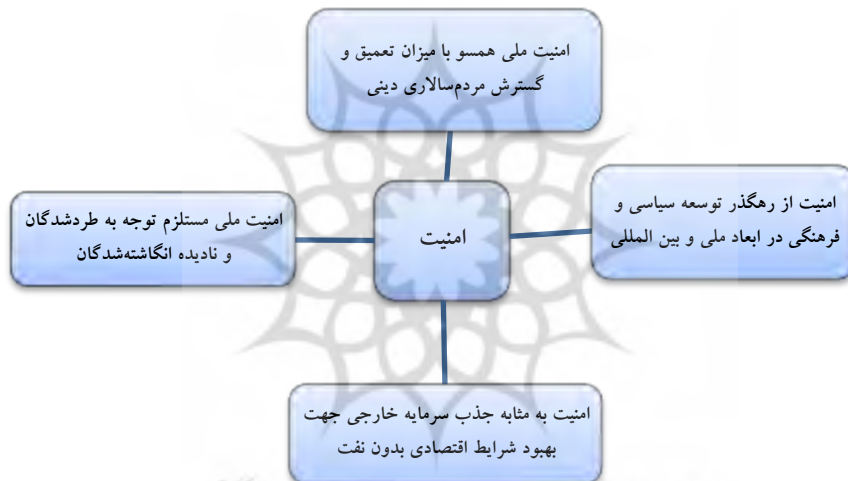 امنیت ملی همسو با میزان تعمیق و
گسترش مردم‌سالاری دینی
امنیت از رهگذر توسعه سیاسی و
فرهنگی در ابعاد ملی و بین المللی
امنیت
امنیت ملی مستلزم توجه به طردشدگان
و نادیده انگاشته‌شدگان
امنیت به مثابه جذب سرمایه خارجی جهت
بهبود شرایط اقتصادی بدون نفت